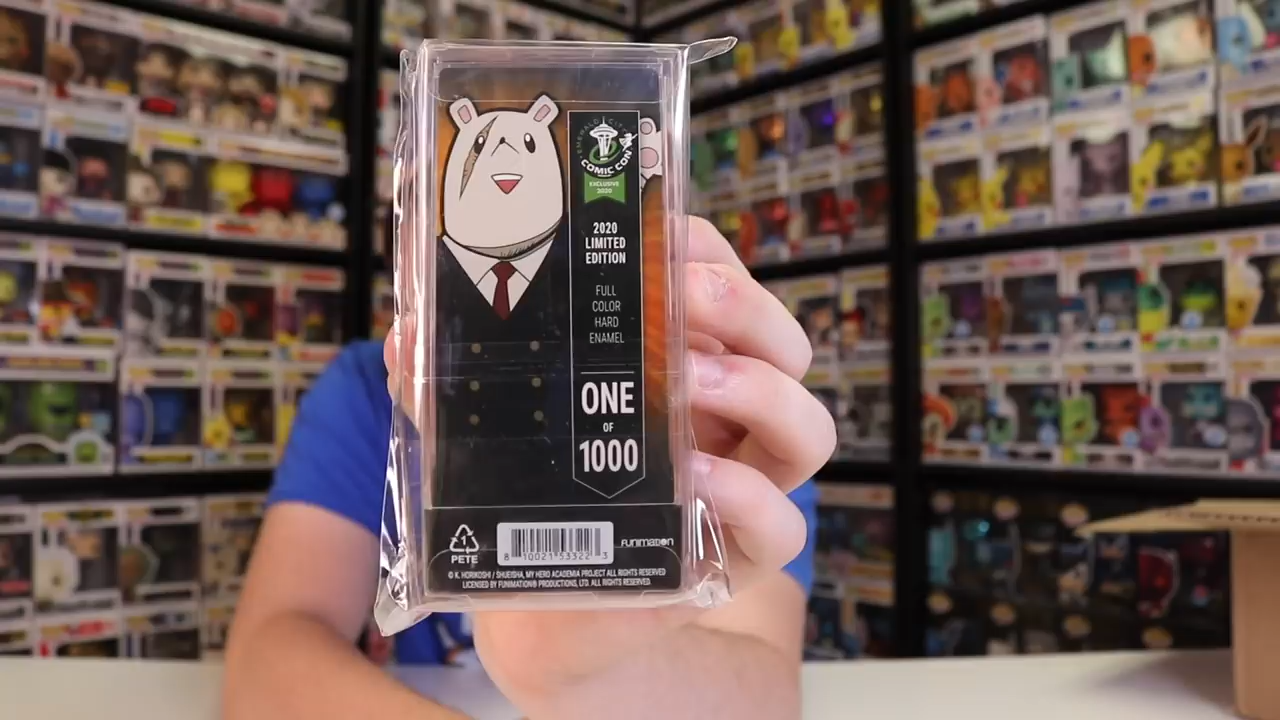 EMERALD CITY
COMIC CON
EXCLUSIVE
2020
2020
LIMITED
EDITION
FULL
COLOR
HARD
ENAMEL
ONE
OF
1000
1
PETE
8 10021 53322 3
FUNIMATION
© K. HORIKOSHI / SHUEISHA, MY HERO ACADEMIA PROJECT ALL RIGHTS RESERVED
LICENSED BY FUNIMATION® PRODUCTIONS, LTD. ALL RIGHTS RESERVED.